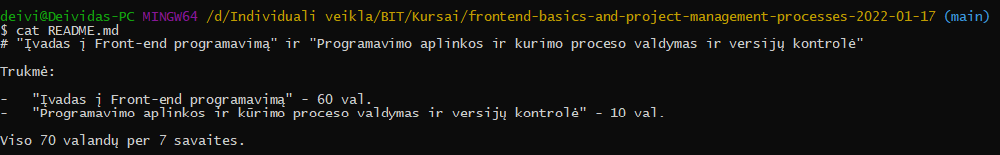 deivi@Deividas-PC MINGW64 /d/Individuali veikla/BIT/Kursai/frontend-basics-and-project-management-processes-2022-01-17 (main)
$ cat README.md
# "Įvadas į Front-end programavimą" ir "Programavimo aplinkos ir kūrimo proceso valdymas ir versijų kontrolė"
Trukmė:
-   "Įvadas į Front-end programavimą" - 60 val.
-   "Programavimo aplinkos ir kūrimo proceso valdymas ir versijų kontrolė" - 10 val.
Viso 70 valandų per 7 savaites.